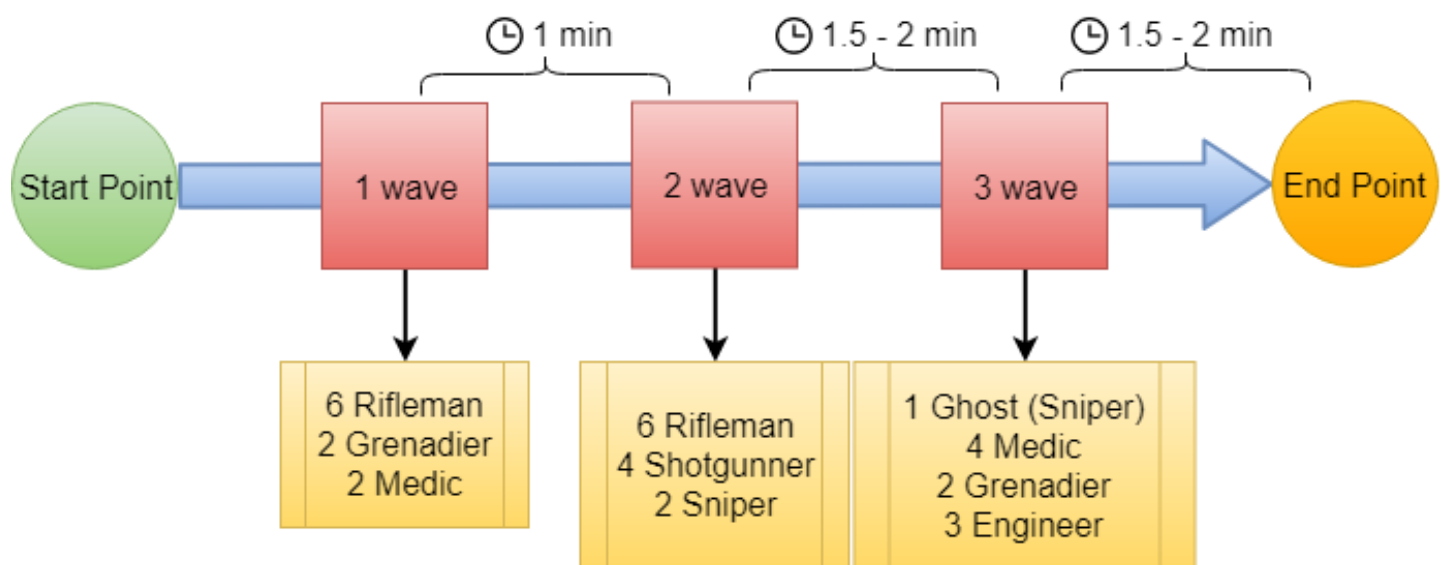 1 min
1.5 - 2 min
1.5 - 2 min
Start Point
1 wave
2 wave
3 wave
End Point
6 Rifleman
2 Grenadier
2 Medic
6 Rifleman
4 Shotgunner
2 Sniper
1 Ghost (Sniper)
4 Medic
2 Grenadier
3 Engineer